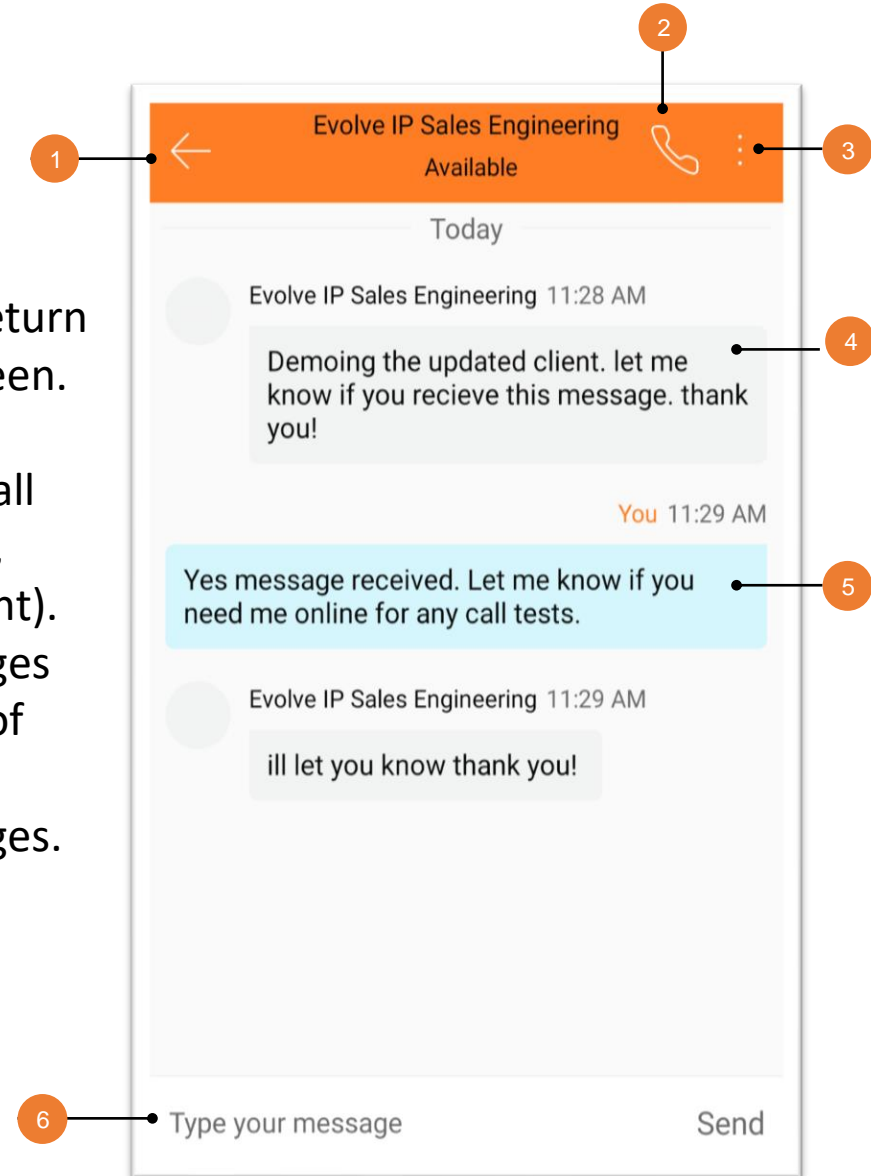 2
Evolve IP Sales Engineering
Available
1
3
Today
Evolve IP Sales Engineering 11:28 AM
Demoing the updated client. let me
know if you recieve this message. thank
you!
4
You 11:29 AM
Yes message received. Let me know if you
need me online for any call tests.
5
Evolve IP Sales Engineering 11:29 AM
ill let you know thank you!
Type your message Send
6